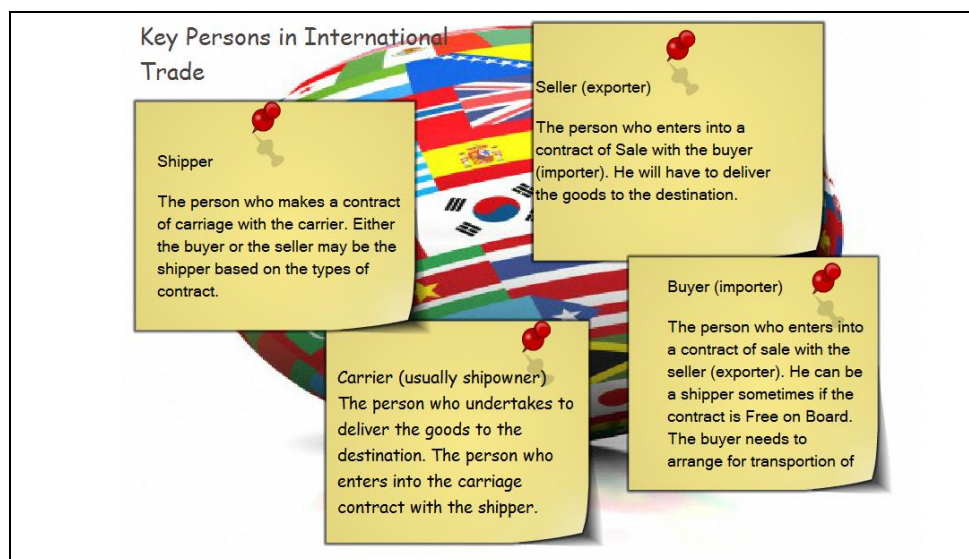 Key Persons in International
Trade
Shipper
The person who makes a contract
of carriage with the carrier. Either
the buyer or the seller may be the
shipper based on the types of
contract.
Seller (exporter)
The person who enters into a
contract of Sale with the buyer
(importer). He will have to deliver
the goods to the destination.
Carrier (usually shipowner)
The person who undertakes to
deliver the goods to the
destination. The person who
enters into the carriage
contract with the shipper.
Buyer (importer)
The person who enters into
a contract of sale with the
seller (exporter). He can be
a shipper sometimes if the
contract is Free on Board.
The buyer needs to
arrange for transportion of